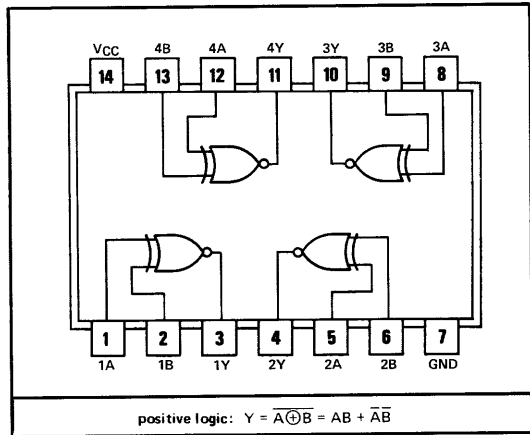 VCC 4B 4A 4Y 3Y 3B 3A
14 13 12 11 10 9 8
1 2 3 4 5 6 7
1A 1B 1Y 2Y 2A 2B GND
positive logic: Y = A̅⊕̅B̅ = AB + A̅B̅